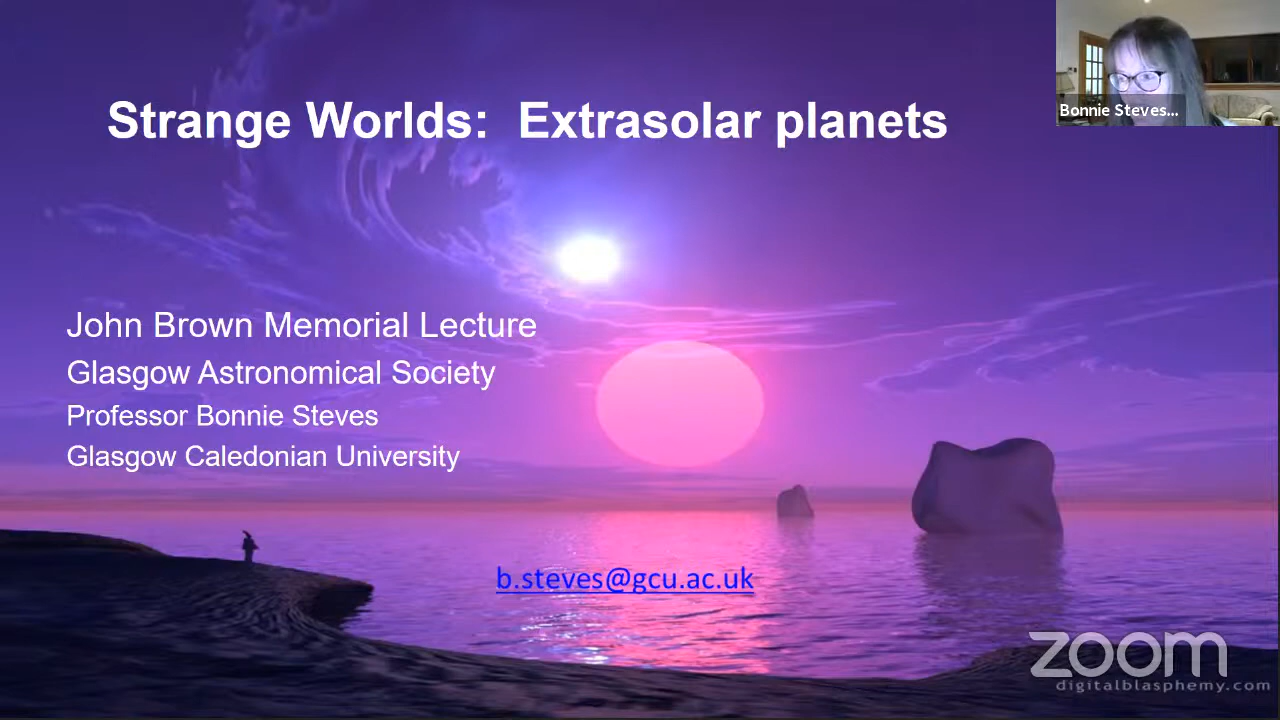 Strange Worlds: Extrasolar planets
Bonnie Steves...
John Brown Memorial Lecture
Glasgow Astronomical Society
Professor Bonnie Steves
Glasgow Caledonian University
b.steves@gcu.ac.uk
zoom
digitalblasphemy.com